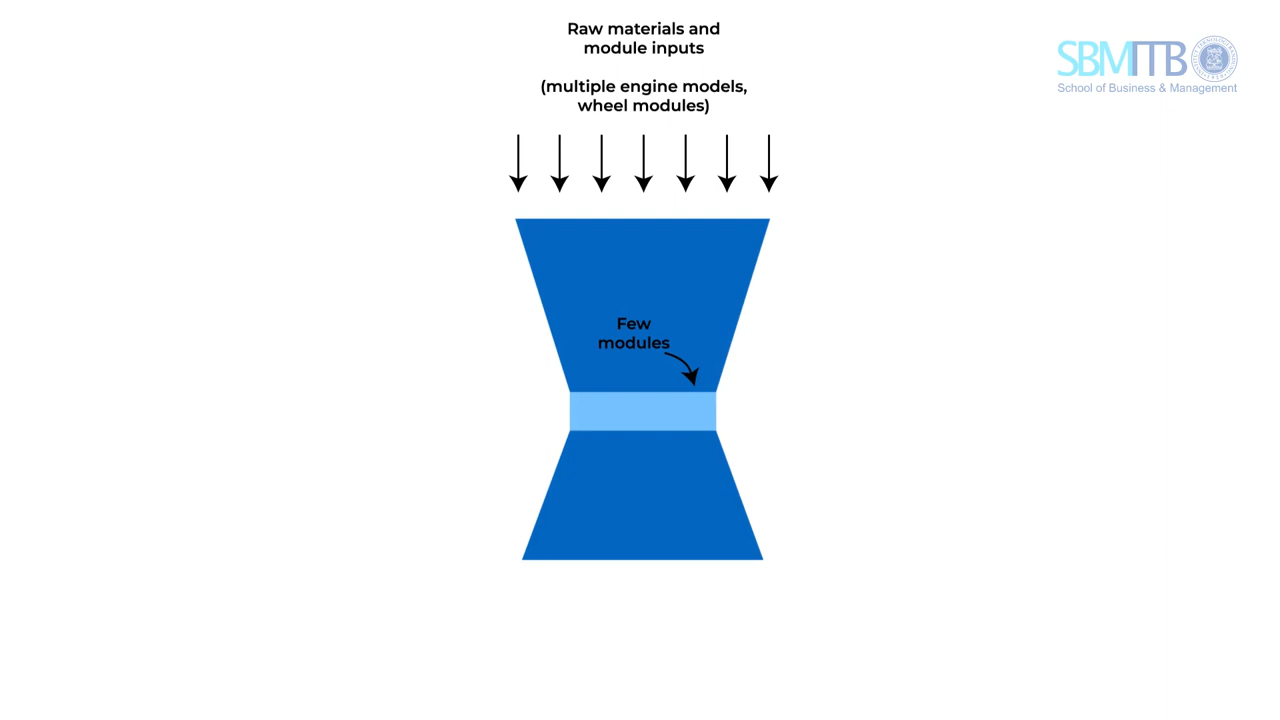 Raw materials and
module inputs
(multiple engine models,
wheel modules)
SBMITB
School of Business & Management
Few
modules